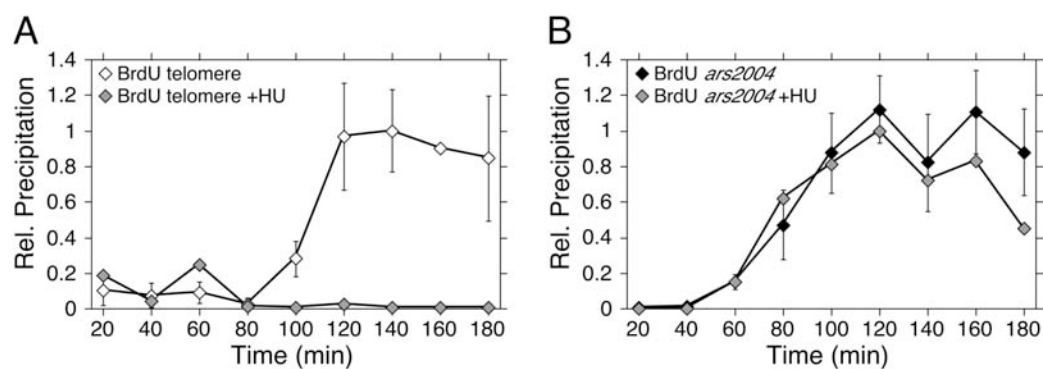 A
Rel. Precipitation
1.4
1.2
1
0.8
0.6
0.4
0.2
0
BrdU telomere
BrdU telomere +HU
20 40 60 80 100 120 140 160 180
Time (min)
B
Rel. Precipitation
1.4
1.2
1
0.8
0.6
0.4
0.2
0
BrdU ars2004
BrdU ars2004 +HU
20 40 60 80 100 120 140 160 180
Time (min)